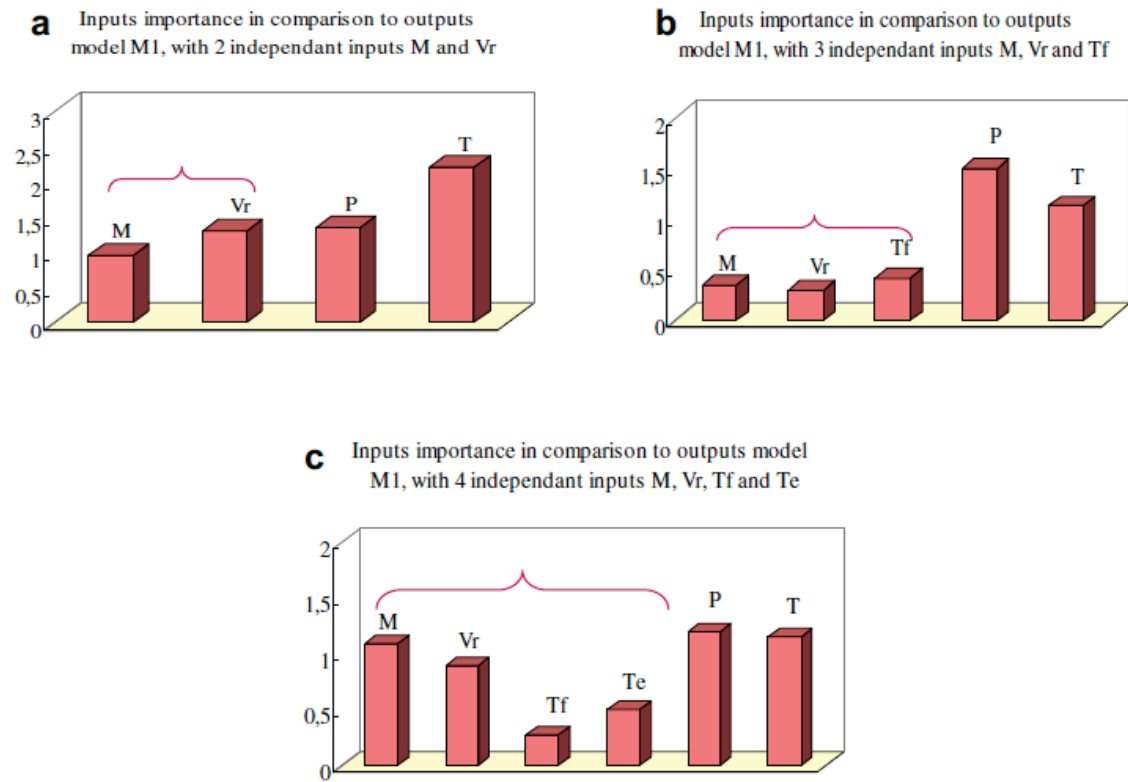 a Inputs importance in comparison to outputs
model M1, with 2 independant inputs M and Vr
3
2,5
2
1,5
1
0,5
0
M
Vr
P
T
b Inputs importance in comparison to outputs
model M1, with 3 independant inputs M, Vr and Tf
2
1,5
1
0,5
0
M
Vr
Tf
P
T
c Inputs importance in comparison to outputs model
M1, with 4 independant inputs M, Vr, Tf and Te
2
1,5
1
0,5
0
M
Vr
Tf
Te
P
T